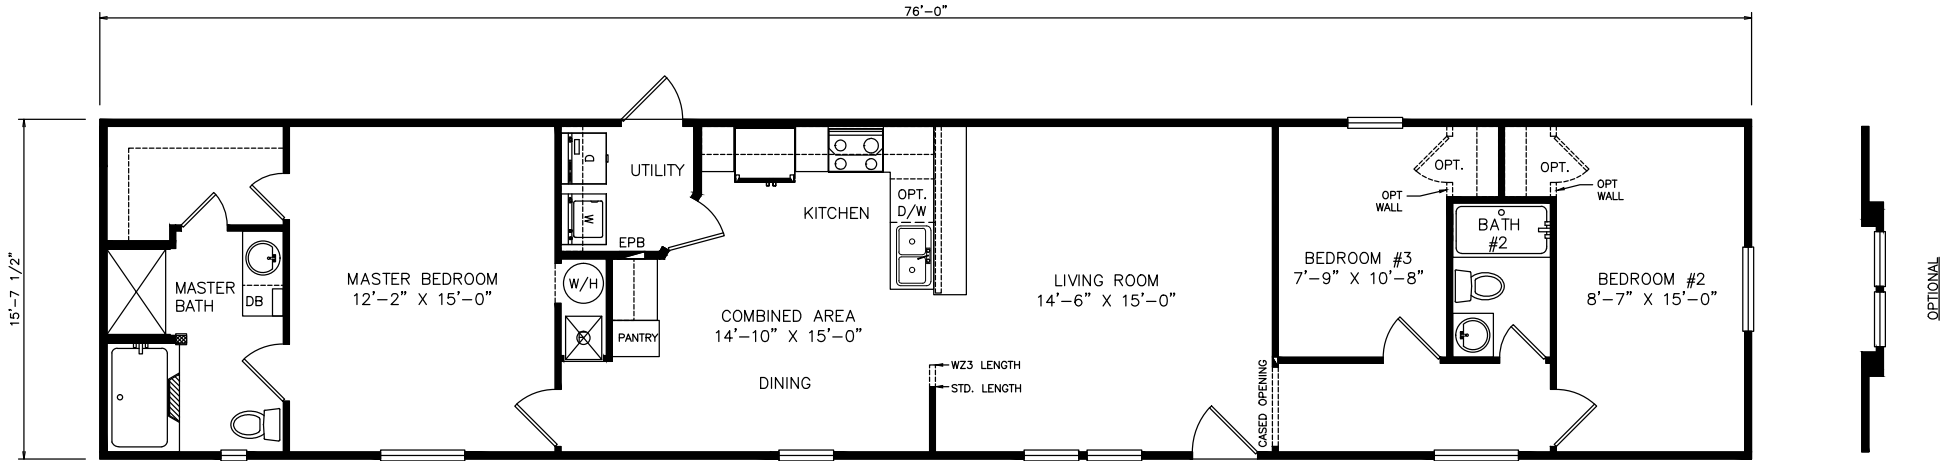 76'-0"
15'-7 1/2"
D
W
UTILITY
EPB
KITCHEN
OPT.
D/W
OPT.
OPT
WALL
OPT.
OPT
WALL
MASTER
BATH
DB
MASTER BEDROOM
12'-2" X 15'-0"
W/H
PANTRY
COMBINED AREA
14'-10" X 15'-0"
DINING
LIVING ROOM
14'-6" X 15'-0"
WZ3 LENGTH
STD. LENGTH
CASED OPENING
BEDROOM #3
7'-9" X 10'-8"
BATH
#2
BEDROOM #2
8'-7" X 15'-0"
OPTIONAL